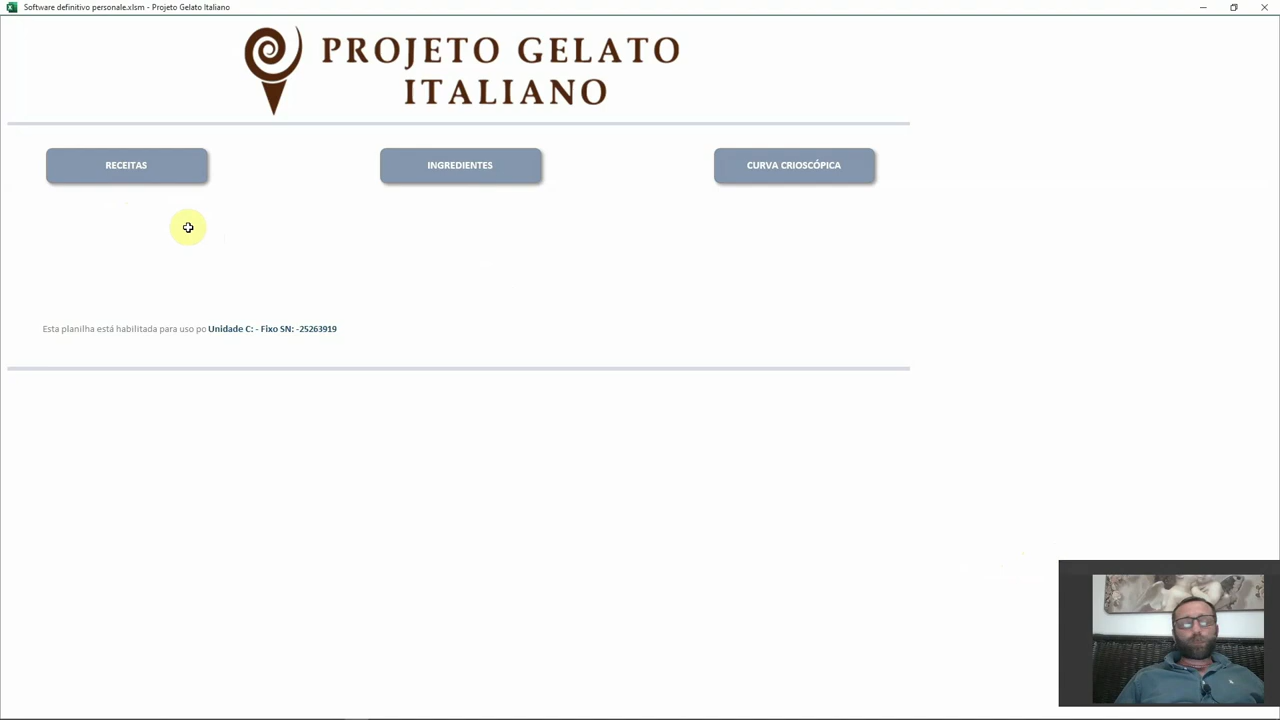 Software definitivo personale.xlsm - Projeto Gelato Italiano
PROJETO GELATO
ITALIANO
RECEITAS
INGREDIENTES
CURVA CRIOSCÓPICA
Esta planilha está habilitada para uso po Unidade C: - Fixo SN: -25263919